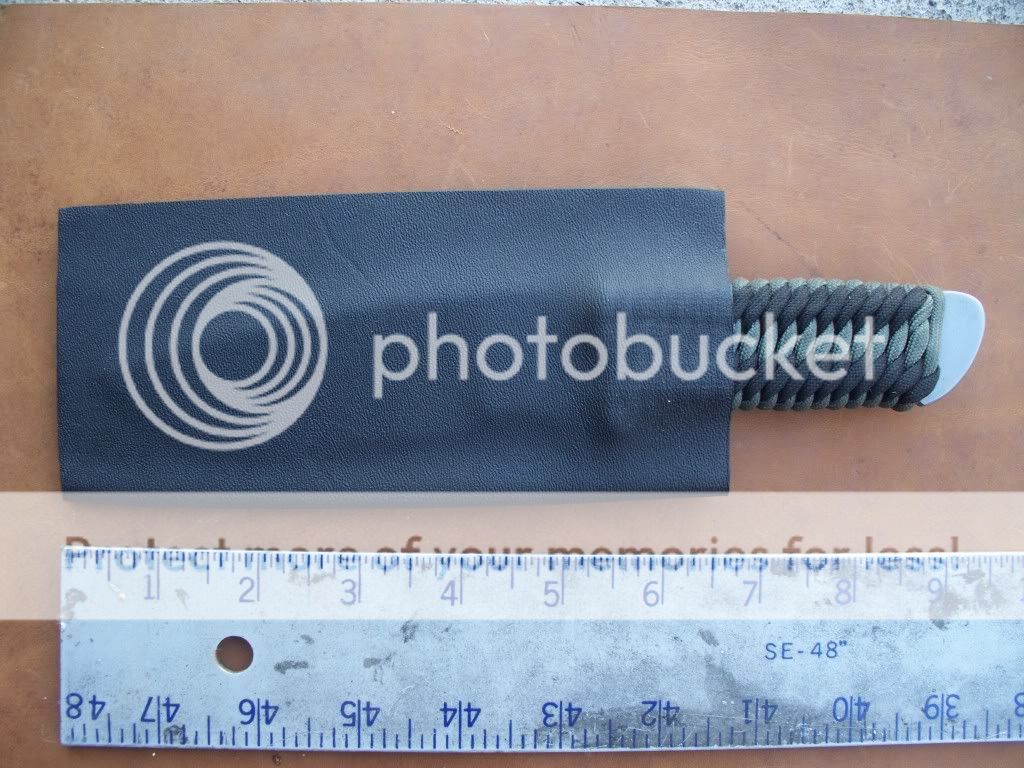 photobucket
Protect more of your memories for less!
1 2 3 4 5 6 7 8 9
SE-48"
48 47 46 45 44 43 42 41 40 39